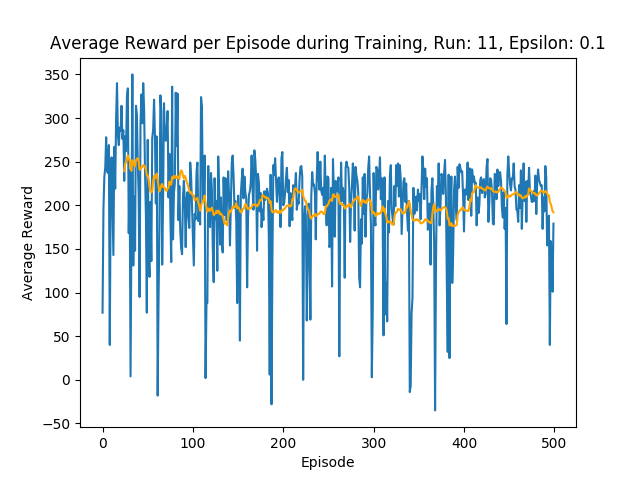 Average Reward per Episode during Training, Run: 11, Epsilon: 0.1
350
300
250
200
150
100
50
0
−50
Average Reward
0 100 200 300 400 500
Episode